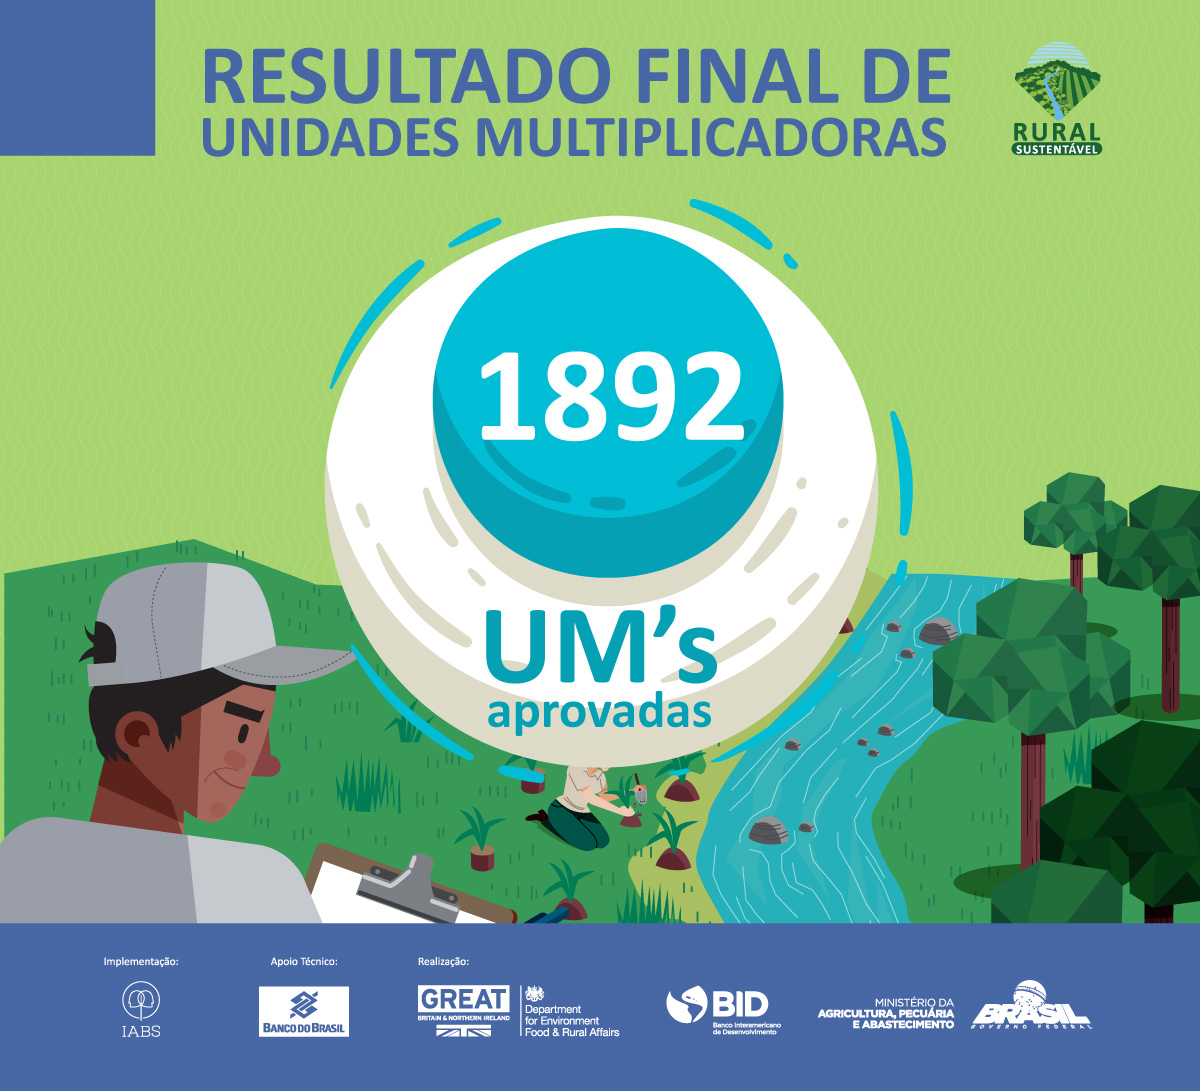 RESULTADO FINAL DE
UNIDADES MULTIPLICADORAS
RURAL
SUSTENTÁVEL
1892
UM's
aprovadas
Implementação:
Apoio Técnico:
Realização:
IABS
BANCO DO BRASIL
GREAT
BRITAIN & NORTHERN IRELAND
Department
for Environment
Food & Rural Affairs
BID
Banco Interamericano
de Desenvolvimento
MINISTÉRIO DA
AGRICULTURA, PECUÁRIA
E ABASTECIMENTO
BRASIL
GOVERNO FEDERAL